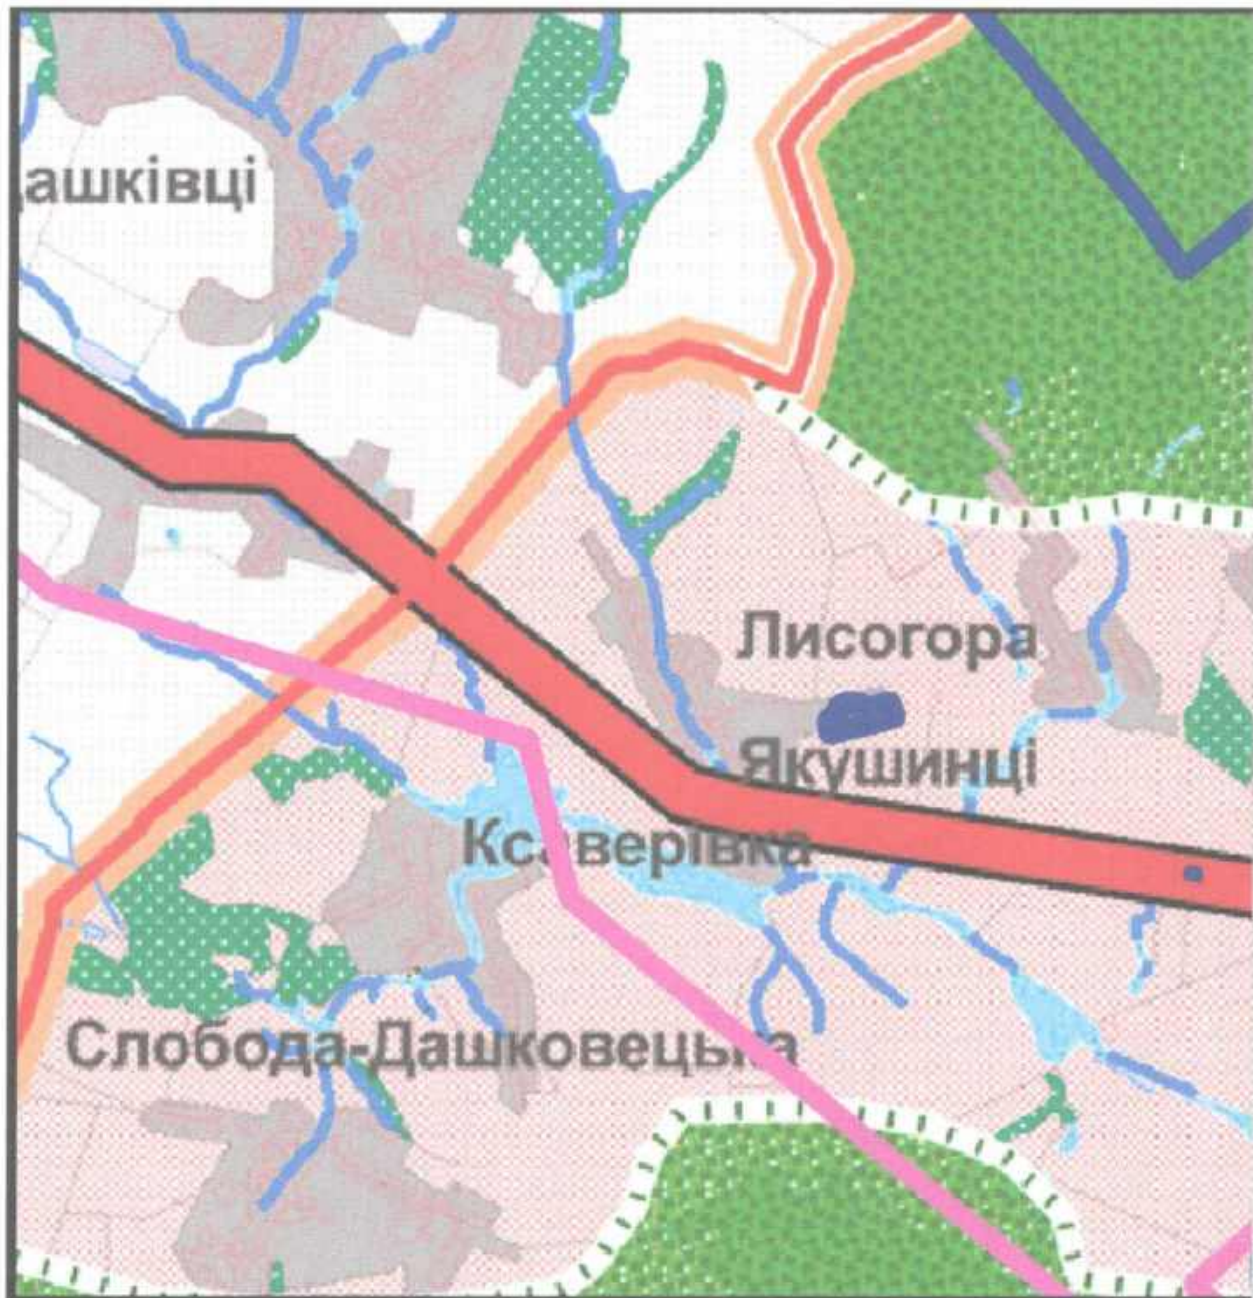 ашківці
Лисогора
Якушинці
Ксаверівка
Слобода-Дашковецька